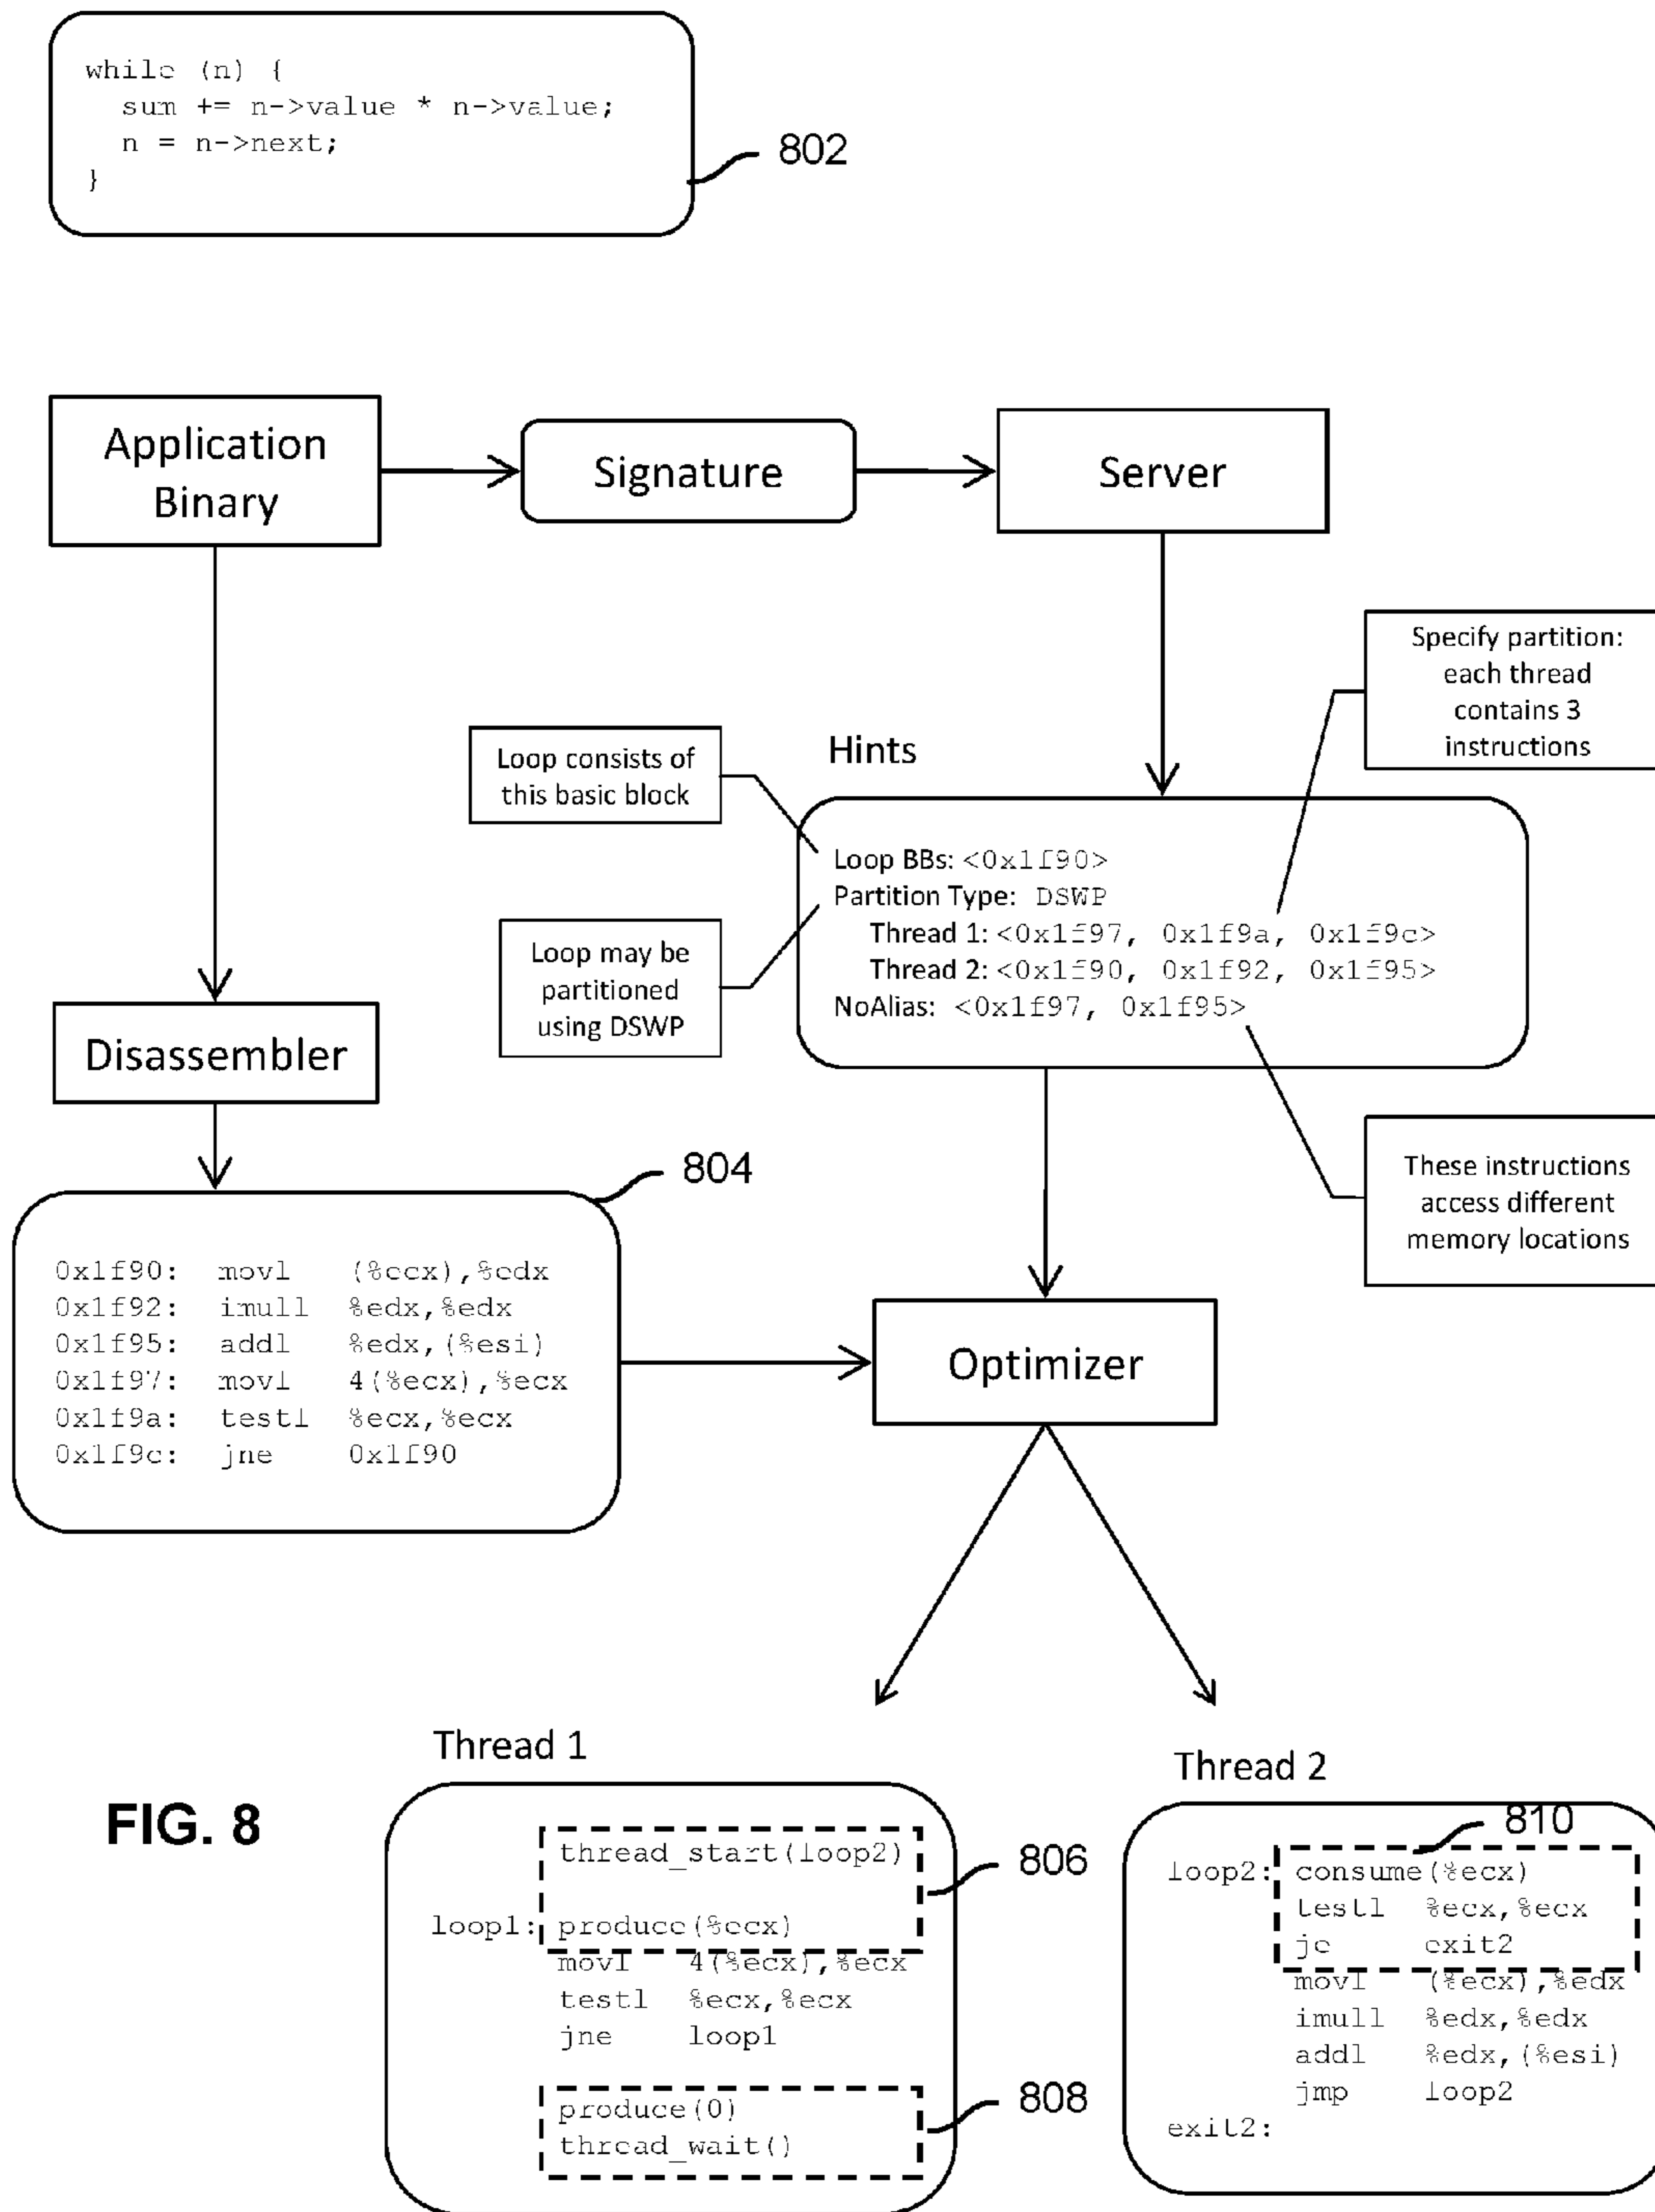 while (n) {
sum += n->value * n->value;
n = n->next;
}
802
Application
Binary
Signature
Server
Specify partition:
each thread
contains 3
instructions
Loop consists of
this basic block
Hints
Loop BBs: <0x1f90>
Partition Type: DSWP
Thread 1: <0x1f97, 0x1f9a, 0x1f9c>
Thread 2: <0x1f90, 0x1f92, 0x1f95>
NoAlias: <0x1f97, 0x1f95>
Loop may be
partitioned
using DSWP
Disassembler
These instructions
access different
memory locations
804
0x1f90: movl (%ecx),%edx
0x1f92: imull %edx,%edx
0x1f95: addl %edx,(%esi)
0x1f97: movl 4(%ecx),%ecx
0x1f9a: testl %ecx,%ecx
0x1f9c: jne 0x1f90
Optimizer
FIG. 8
Thread 1
thread_start(loop2)
806
loop1: produce(%ecx)
movl 4(%ecx),%ecx
testl %ecx,%ecx
jne loop1
produce(0)
thread_wait()
808
Thread 2
810
loop2: consume(%ecx)
testl %ecx,%ecx
je exit2
movl (%ecx),%edx
imull %edx,%edx
addl %edx,(%esi)
jmp loop2
exit2: